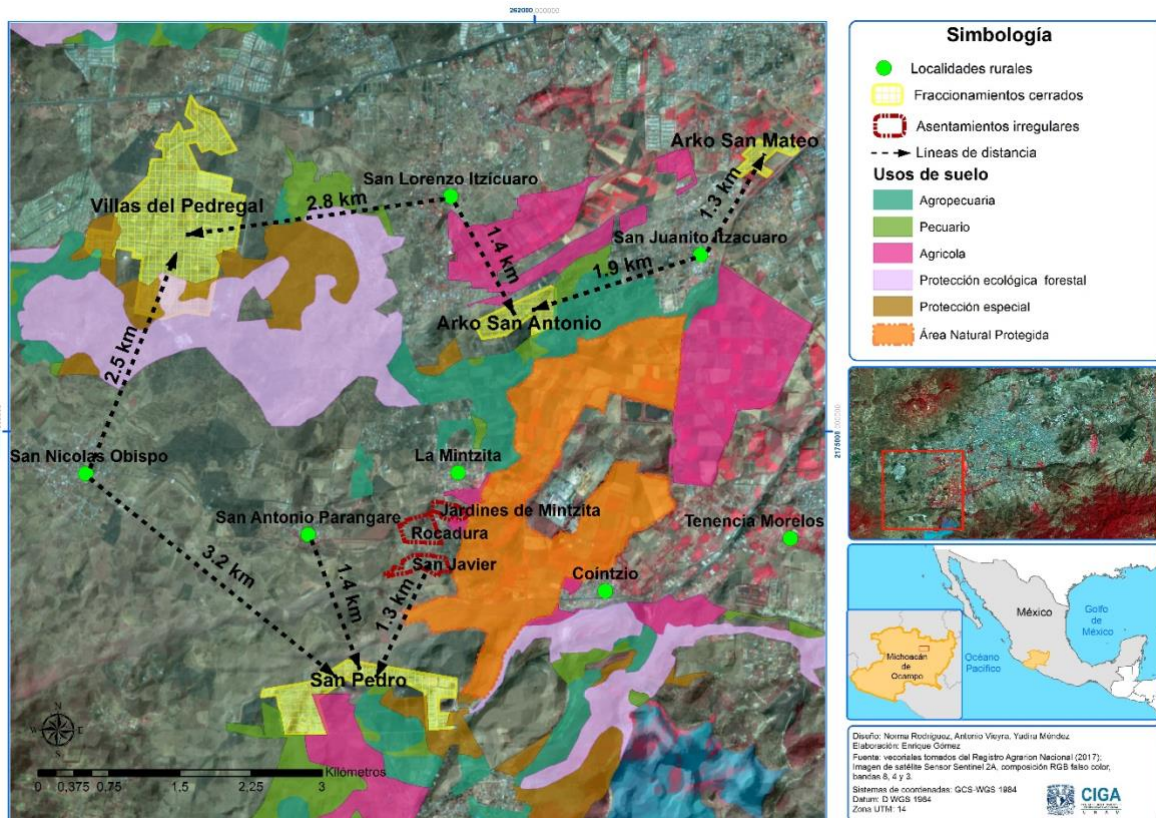 262000,000000
Arko San Mateo
San Lorenzo Itzícuaro
1.3 km
Villas del Pedregal
2.8 km
1.4 km
San Juanito Itzacuaro
1.9 km
Arko San Antonio
2.5 km
San Nicolas Obispo
La Mintzita
Jardines de Mintzita
San Antonio Parangare
Rocadura
Tenencia Morelos
San Javier
3.2 km
1.4 km
1.3 km
Cointzio
San Pedro
N
W
E
S
Kilómetros
0 0,375 0,75 1,5 2,25 3
Simbología
Localidades rurales
Fraccionamientos cerrados
Asentamientos irregulares
Líneas de distancia
Usos de suelo
Agropecuaria
Pecuario
Agricola
Protección ecológica forestal
Protección especial
Área Natural Protegida
México
Golfo
de
México
Océano
Pacífico
Michoacán
de
Ocampo
Diseño: Norma Rodríguez, Antonio Vieyra, Yadira Méndez
Elaboración: Enrique Gómez
Fuente: vecoriales tomados del Registro Agrarion Nacional (2017);
Imagen de satélite Sensor Sentinel 2A, composición RGB falso color,
bandas 8, 4 y 3.
Sistemas de coordenadas: GCS-WGS 1984
Datum: D WGS 1984
Zona UTM: 14
CIGA
UNAM